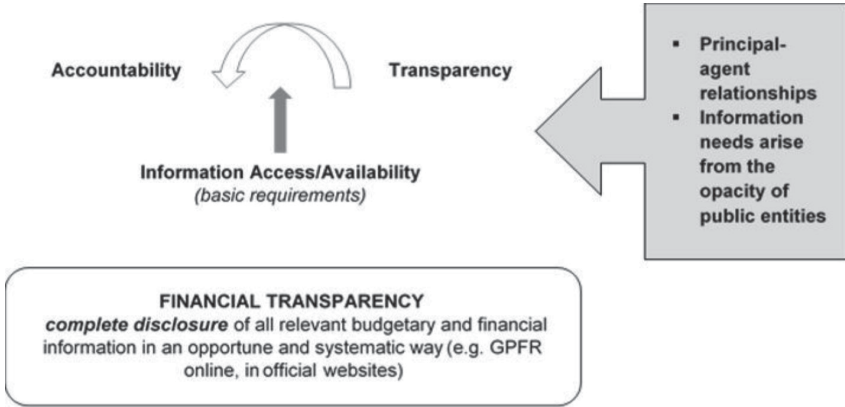 Accountability
Transparency
Information Access/Availability
(basic requirements)
▪ Principal-
agent
relationships
▪ Information
needs arise
from the
opacity of
public entities
FINANCIAL TRANSPARENCY
complete disclosure of all relevant budgetary and financial
information in an opportune and systematic way (e.g. GPFR
online, in official websites)